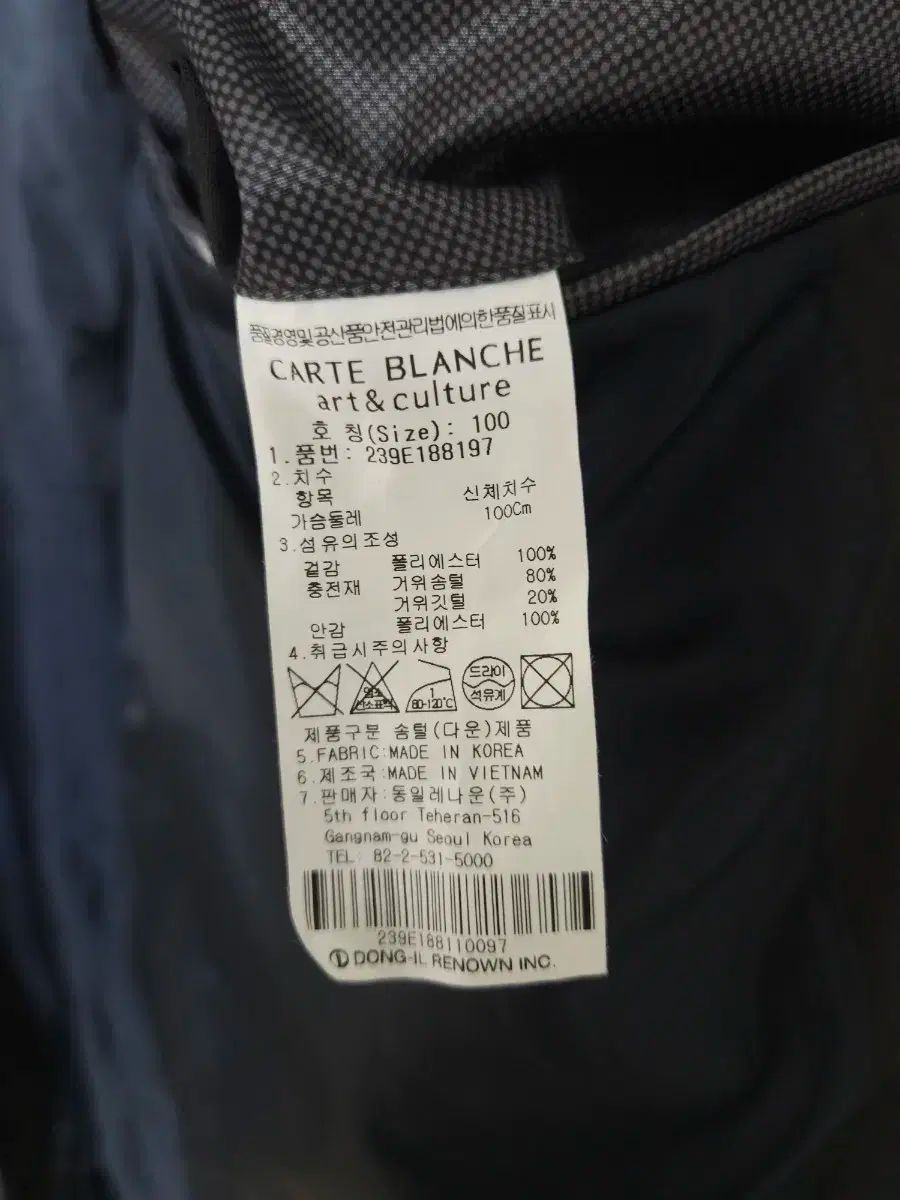 품질경영및공산품안전관리법에의한품질표시
CARTE BLANCHE
art&culture
호 칭(Size): 100
1.품번: 239E188197
2.치수
항목 신체치수
가슴둘레 100Cm
3.섬유의조성
겉감 폴리에스터 100%
충전재 거위솜털 80%
거위깃털 20%
안감 폴리에스터 100%
4.취급시주의사항
1
80-120℃
드라이
석유계
제품구분 솜털(다운)제품
5.FABRIC:MADE IN KOREA
6.제조국:MADE IN VIETNAM
7.판매자:동일레나운(주)
5th floor Teheran-516
Gangnam-gu Seoul Korea
TEL: 82-2-531-5000
239E188110097
DONG-IL RENOWN INC.